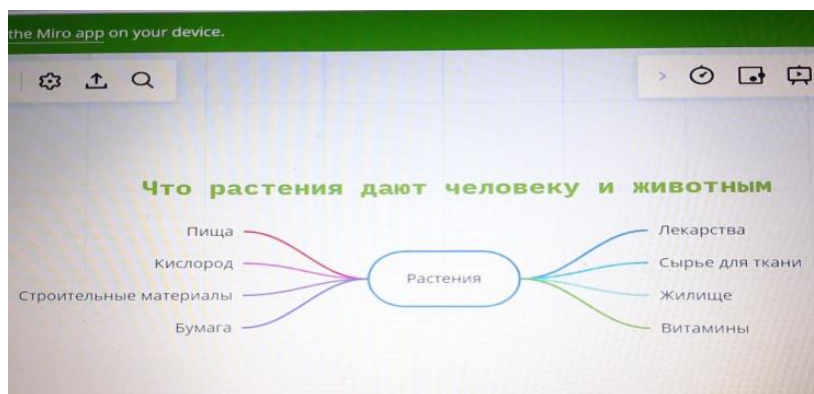 the Miro app on your device.
Что растения дают человеку и животным
Пища
Кислород
Строительные материалы
Бумага
Растения
Лекарства
Сырье для ткани
Жилище
Витамины